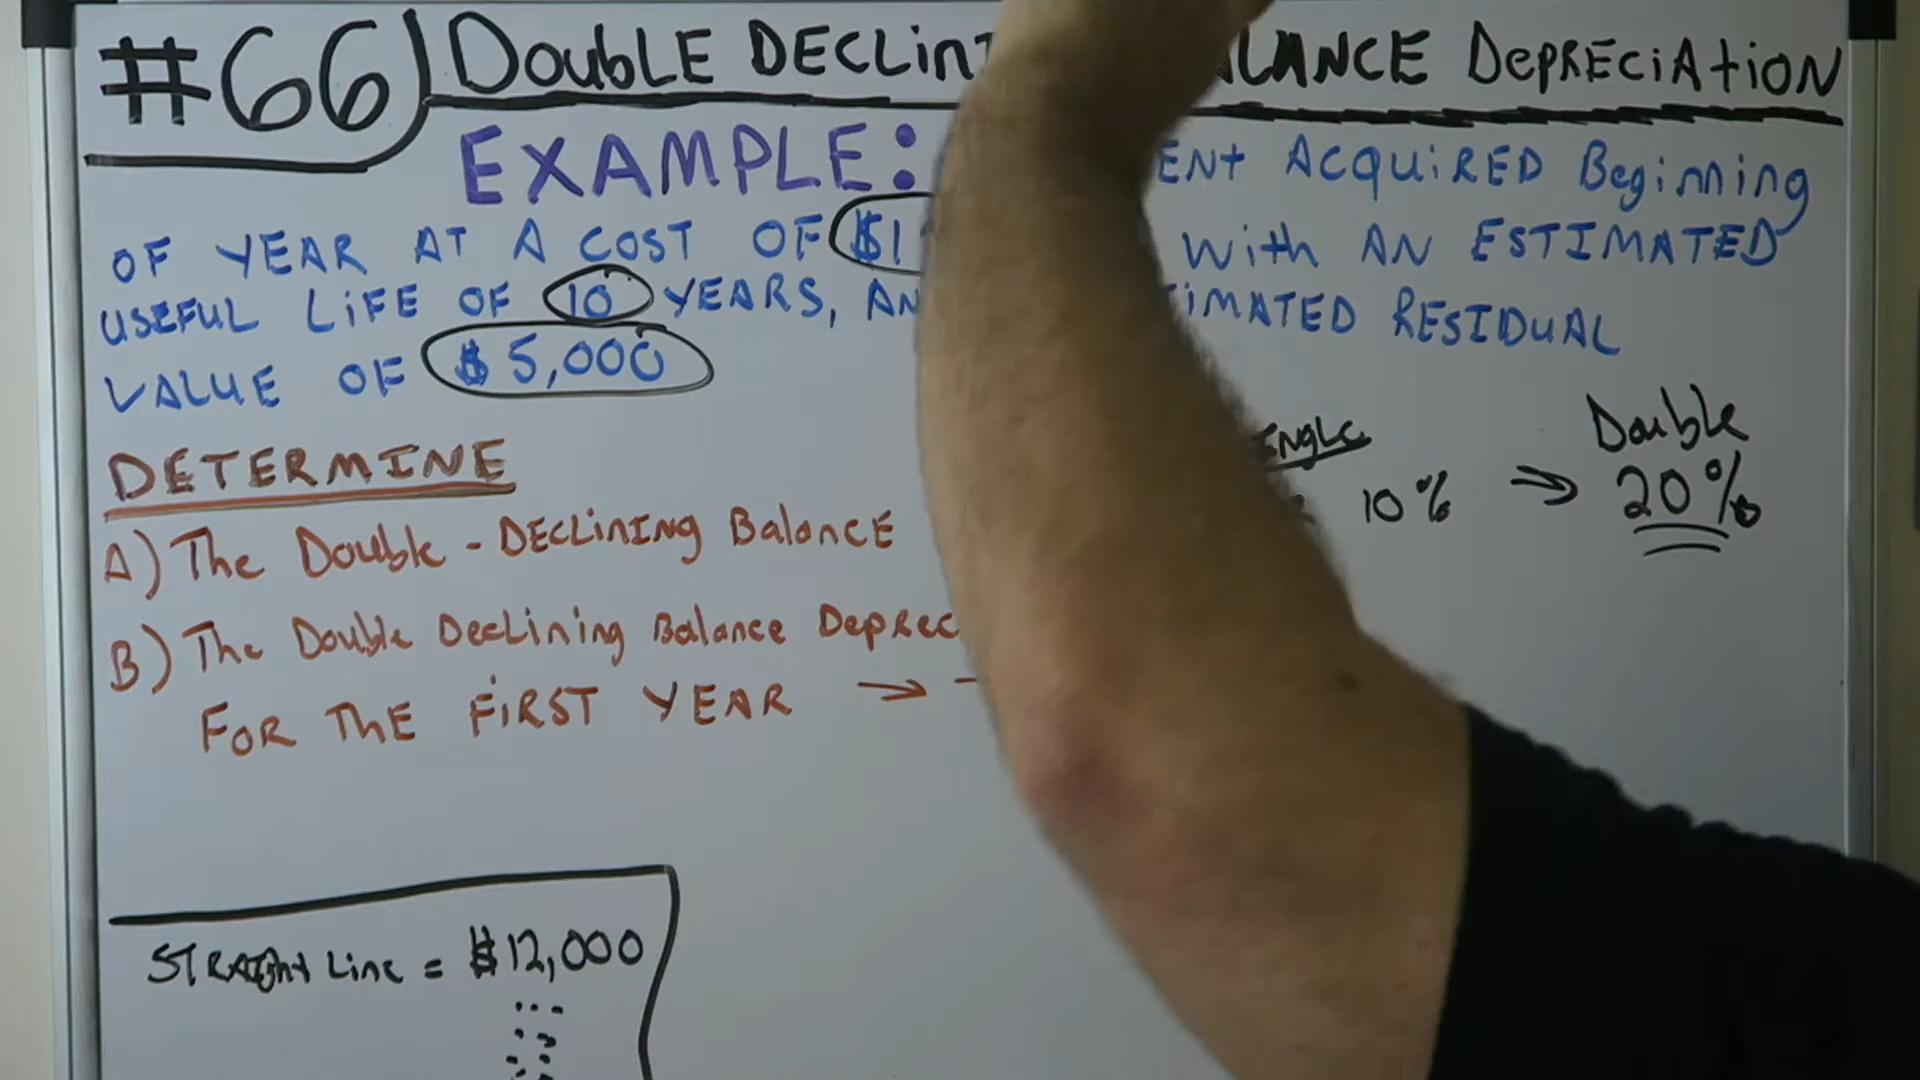 #66 DOUBLE DECLINI LANCE DEPRECIATION
EXAMPLE: ENT ACQUIRED Beginning
OF YEAR AT A COST OF $1 With AN ESTIMATED
USEFUL LIFE OF 10 YEARS, AN TIMATED RESIDUAL
VALUE OF $5,000
Double
INGLE
10% → 20%
DETERMINE
A) The Double - DECLINING Balance
B) The Double Declining Balance Deprec
FOR THE FIRST YEAR →
STRAIGHT Line = $12,000